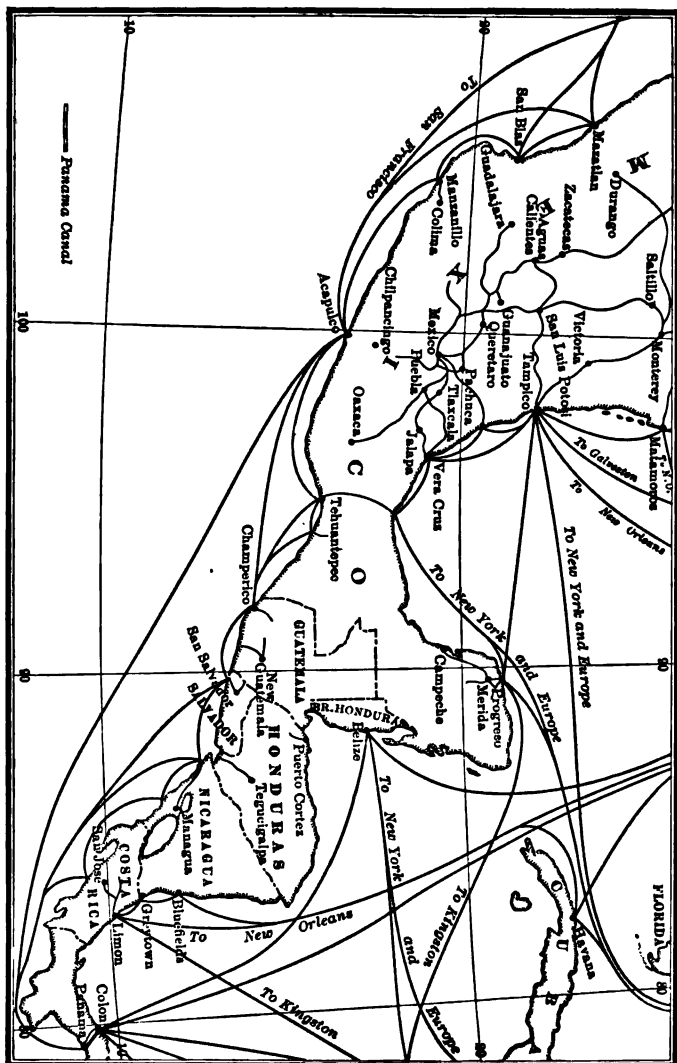 M
Matamoros
Monterey
Saltillo
Durango
Mazatlan
San Blas
Zacatecas
Aguas
Calientes
Victoria
San Luis Potosi
Tampico
Guadalajara
Guanajuato
Queretaro
Manzanillo
Colima
Mexico
Pachuca
Tlaxcala
Puebla
Jalapa
Vera Cruz
Chilpancingo
Acapulco
Oaxaca
Tehuantepec
I
C
O
Campeche
Progreso
Merida
Champerico
GUATEMALA
New
Guatemala
BR. HONDURAS
Belize
Puerto Cortez
HONDURAS
Tegucigalpa
San Salvador
SALVADOR
NICARAGUA
Managua
Bluefields
Greytown
COSTA
RICA
San Jose
Limon
Colon
Panama
FLORIDA
Havana
C U B A
To San Francisco
To Galveston
To New Orleans
To N.O.
To New York and Europe
To New York and Europe
To New York and Europe
To Kingston
To New Orleans
To Kingston
Panama Canal
10
20
100
90
90
80
80
20
10